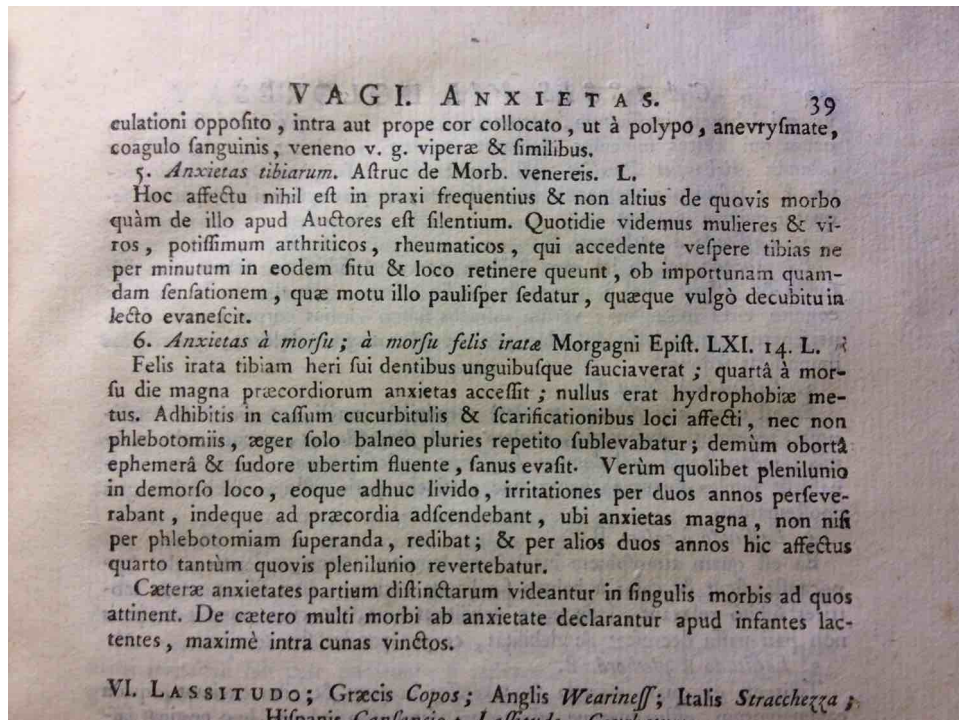 VAGI. ANXIETAS. 39
culationi oppoſito, intra aut prope cor collocato, ut à polypo, anevryſmate,
coagulo ſanguinis, veneno v. g. viperæ & ſimilibus.
5. Anxietas tibiarum. Aſtruc de Morb. venereis. L.
Hoc affectu nihil eſt in praxi frequentius & non altius de quovis morbo
quàm de illo apud Auctores eſt ſilentium. Quotidie videmus mulieres & vi-
ros, potiſſimum arthriticos, rheumaticos, qui accedente veſpere tibias ne
per minutum in eodem ſitu & loco retinere queunt, ob importunam quam-
dam ſenſationem, quæ motu illo pauliſper ſedatur, quæque vulgò decubitu in
lecto evaneſcit.
6. Anxietas à morſu; à morſu felis iratæ Morgagni Epiſt. LXI. 14. L.
Felis irata tibiam heri ſui dentibus unguibuſque ſauciaverat; quartâ à mor-
ſu die magna præcordiorum anxietas acceſſit; nullus erat hydrophobiæ me-
tus. Adhibitis in caſſum cucurbitulis & ſcarificationibus loci affecti, nec non
phlebotomiis, æger ſolo balneo pluries repetito ſublevabatur; demùm obortâ
ephemerâ & ſudore ubertim fluente, ſanus evaſit. Verùm quolibet plenilunio
in demorſo loco, eoque adhuc livido, irritationes per duos annos perſeve-
rabant, indeque ad præcordia adſcendebant, ubi anxietas magna, non niſi
per phlebotomiam ſuperanda, redibat; & per alios duos annos hic affectus
quarto tantùm quovis plenilunio revertebatur.
Cæteræ anxietates partium diſtinctarum videantur in ſingulis morbis ad quos
attinent. De cætero multi morbi ab anxietate declarantur apud infantes lac-
tentes, maximè intra cunas vinctos.
VI. LASSITUDO; Græcis Copos; Anglis Wearineſſ; Italis Stracchezza;
Hiſpanis Canſancio; Laſſitude